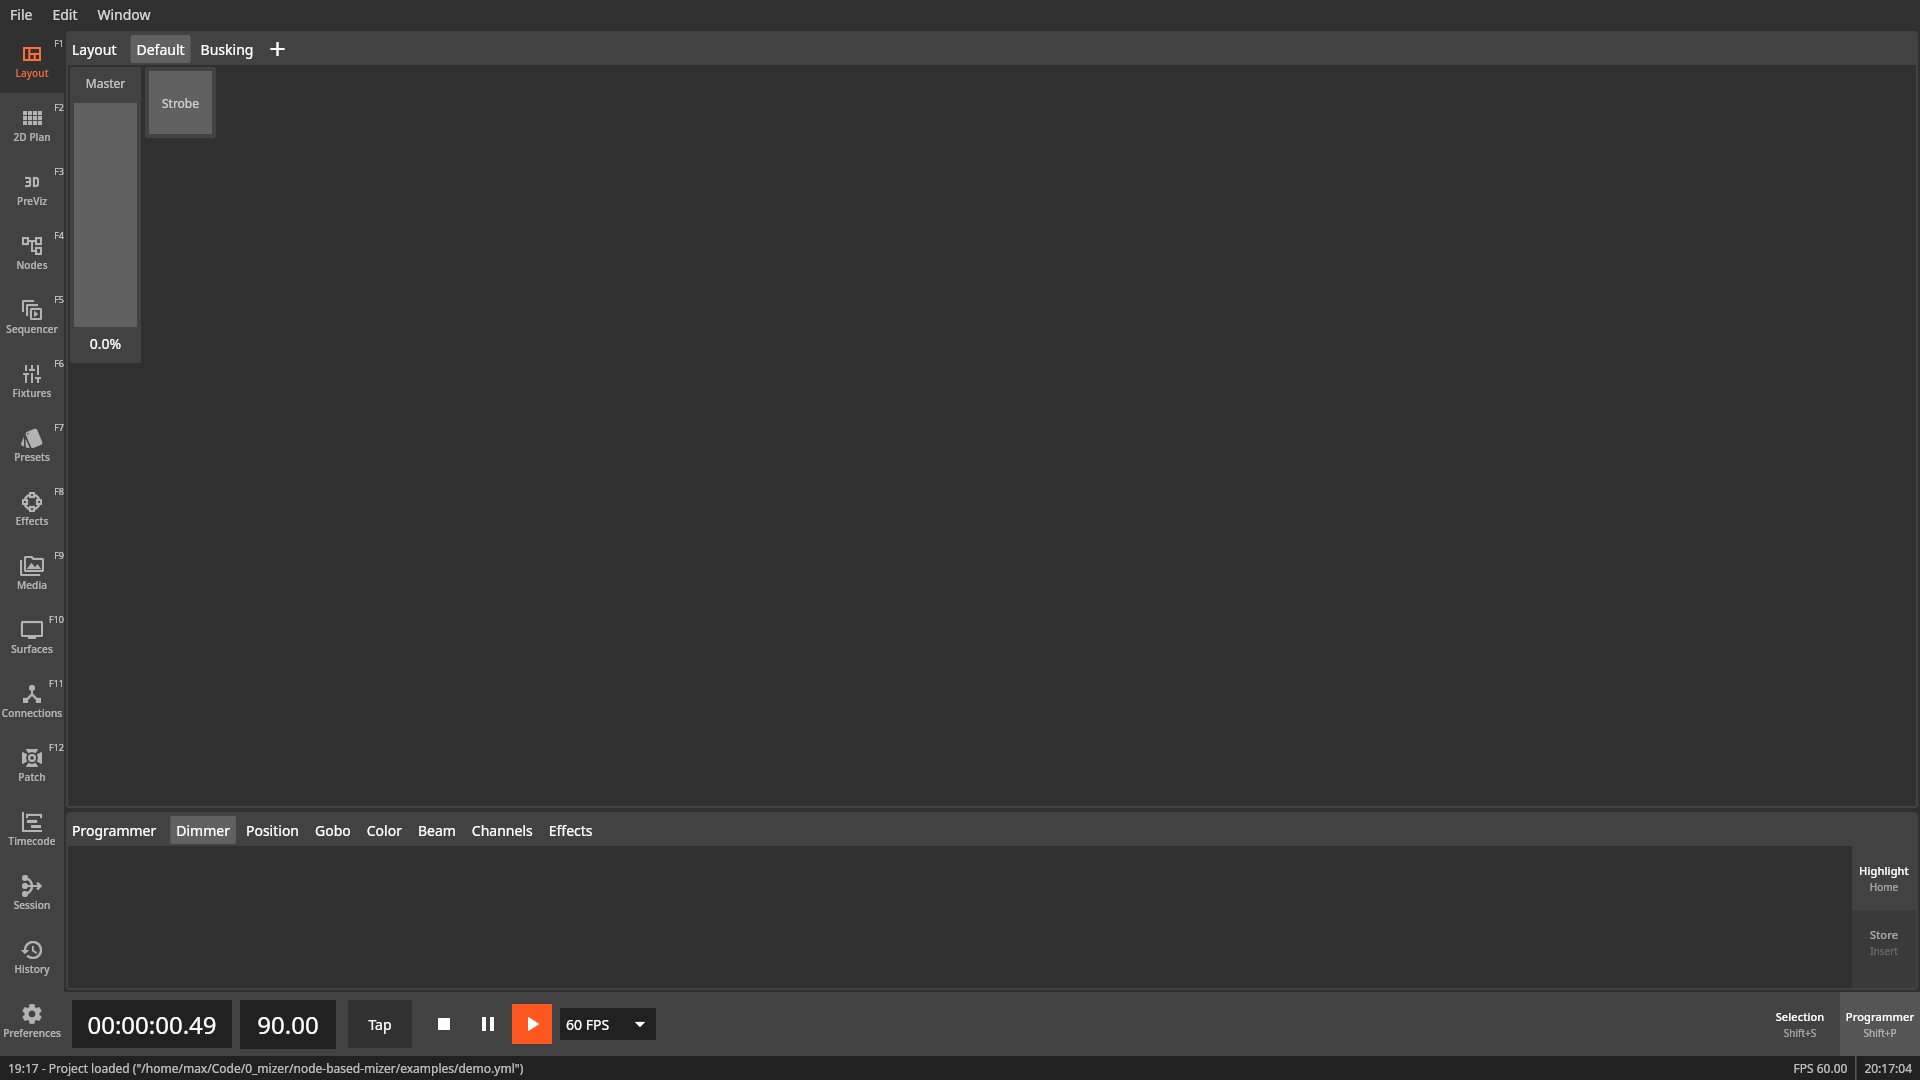 File Edit Window
F1
Layout
F2
2D Plan
F3
3D
PreViz
F4
Nodes
F5
Sequencer
F6
Fixtures
F7
Presets
F8
Effects
F9
Media
F10
Surfaces
F11
Connections
F12
Patch
Timecode
Session
History
Preferences
Layout Default Busking
Master
0.0%
Strobe
Programmer Dimmer Position Gobo Color Beam Channels Effects
Highlight
Home
Store
Insert
00:00:00.49 90.00 Tap 60 FPS
Selection
Shift+S
Programmer
Shift+P
19:17 - Project loaded ("/home/max/Code/0_mizer/node-based-mizer/examples/demo.yml") FPS 60.00 20:17:04